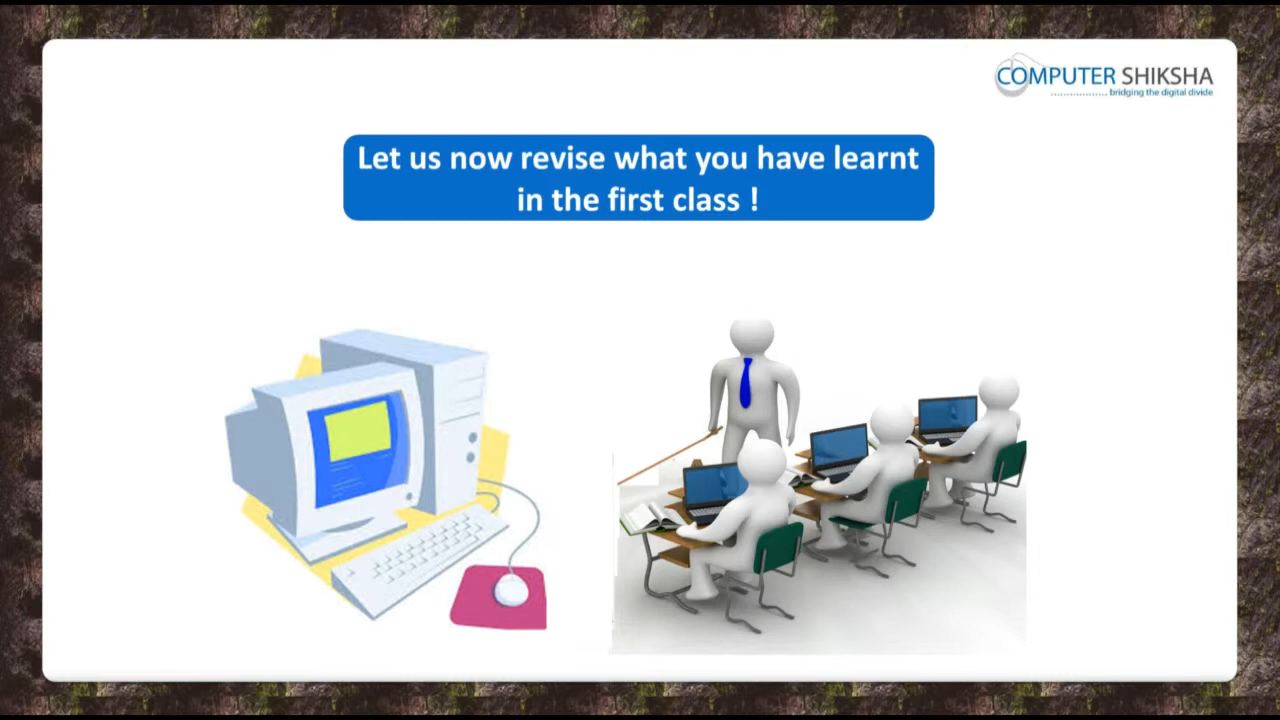 COMPUTER SHIKSHA
bridging the digital divide
Let us now revise what you have learnt
in the first class !